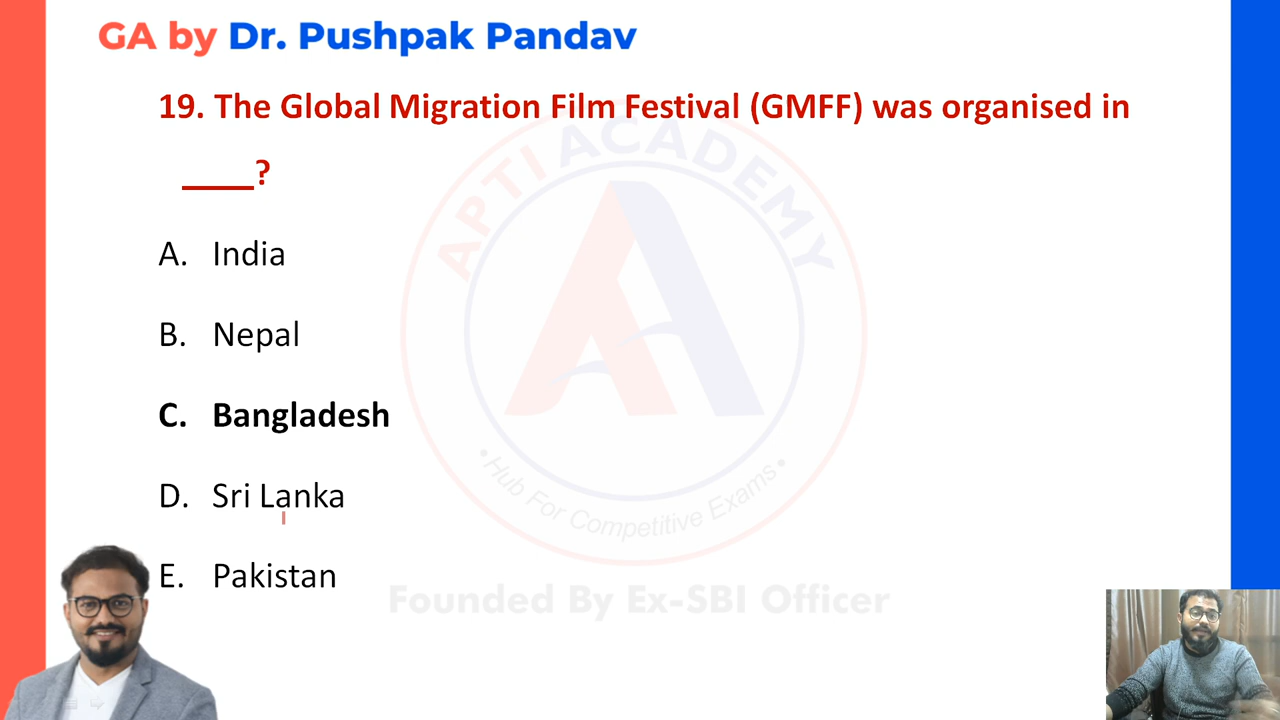 GA by Dr. Pushpak Pandav
19. The Global Migration Film Festival (GMFF) was organised in
____?
APTI ACADEMY
A. India
B. Nepal
C. Bangladesh
D. Sri Lanka
•Hub For Competitive Exams•
E. Pakistan
Founded By Ex-SBI Officer